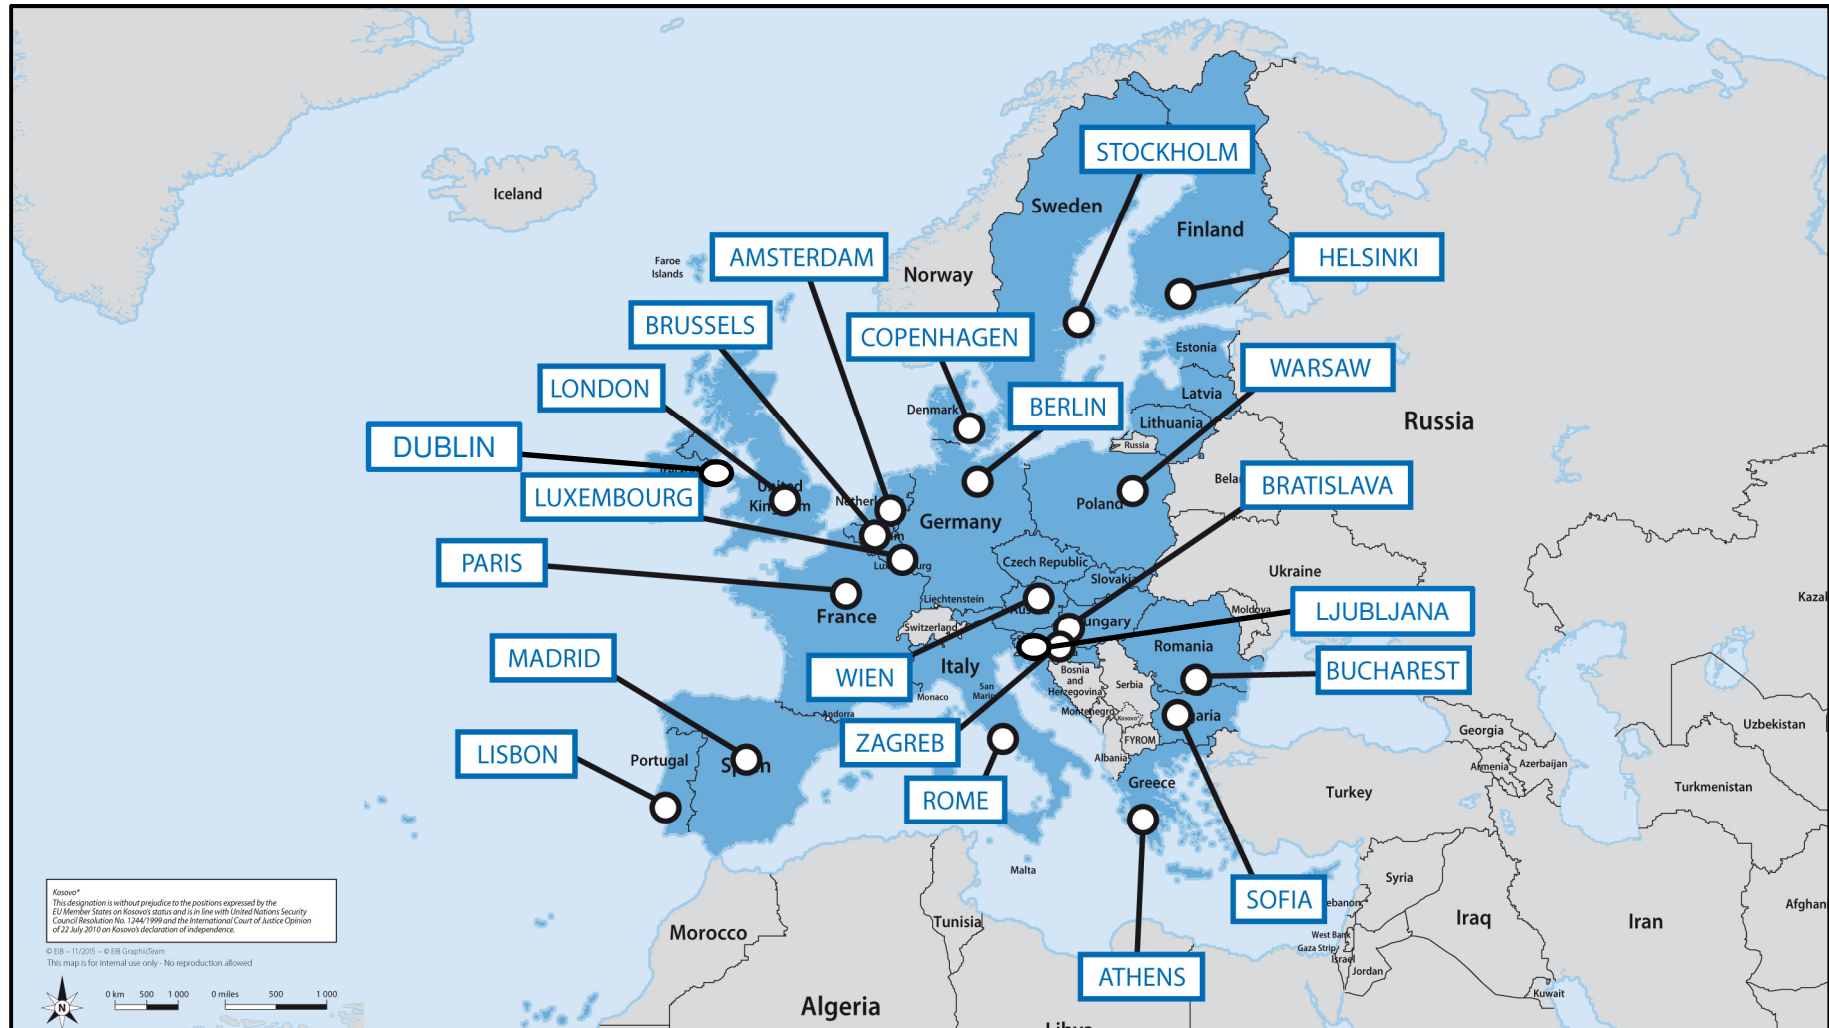 STOCKHOLM
Iceland
Sweden
Finland
AMSTERDAM
HELSINKI
Faroe
Islands
Norway
BRUSSELS
COPENHAGEN
Estonia
WARSAW
LONDON
Latvia
BERLIN
Denmark
Lithuania
Russia
DUBLIN
Russia
LUXEMBOURG
BRATISLAVA
Poland
Germany
PARIS
Czech Republic
Slovakia
Ukraine
Liechtenstein
Moldova
LJUBLJANA
France
Switzerland
Romania
MADRID
Italy
WIEN
BUCHAREST
Bosnia
and
Herzegovina
Serbia
San
Marino
Monaco
Andorra
Montenegro
Kosovo*
Uzbekistan
Georgia
ZAGREB
FYROM
LISBON
Portugal
Albania
Armenia
Azerbaijan
Greece
Turkey
Turkmenistan
ROME
Malta
Syria
SOFIA
Iraq
Iran
Tunisia
Morocco
West Bank
Gaza Strip
Israel
Jordan
ATHENS
Kuwait
Algeria
Kosovo*
This designation is without prejudice to the positions expressed by the
EU Member States on Kosovo's status and is in line with United Nations Security
Council Resolution No. 1244/1999 and the International Court of Justice Opinion
of 22 July 2010 on Kosovo's declaration of independence.
© EIB – 11/2015 – © EIB GraphicTeam
This map is for internal use only - No reproduction allowed
0 km 500 1 000 0 miles 500 1 000
N